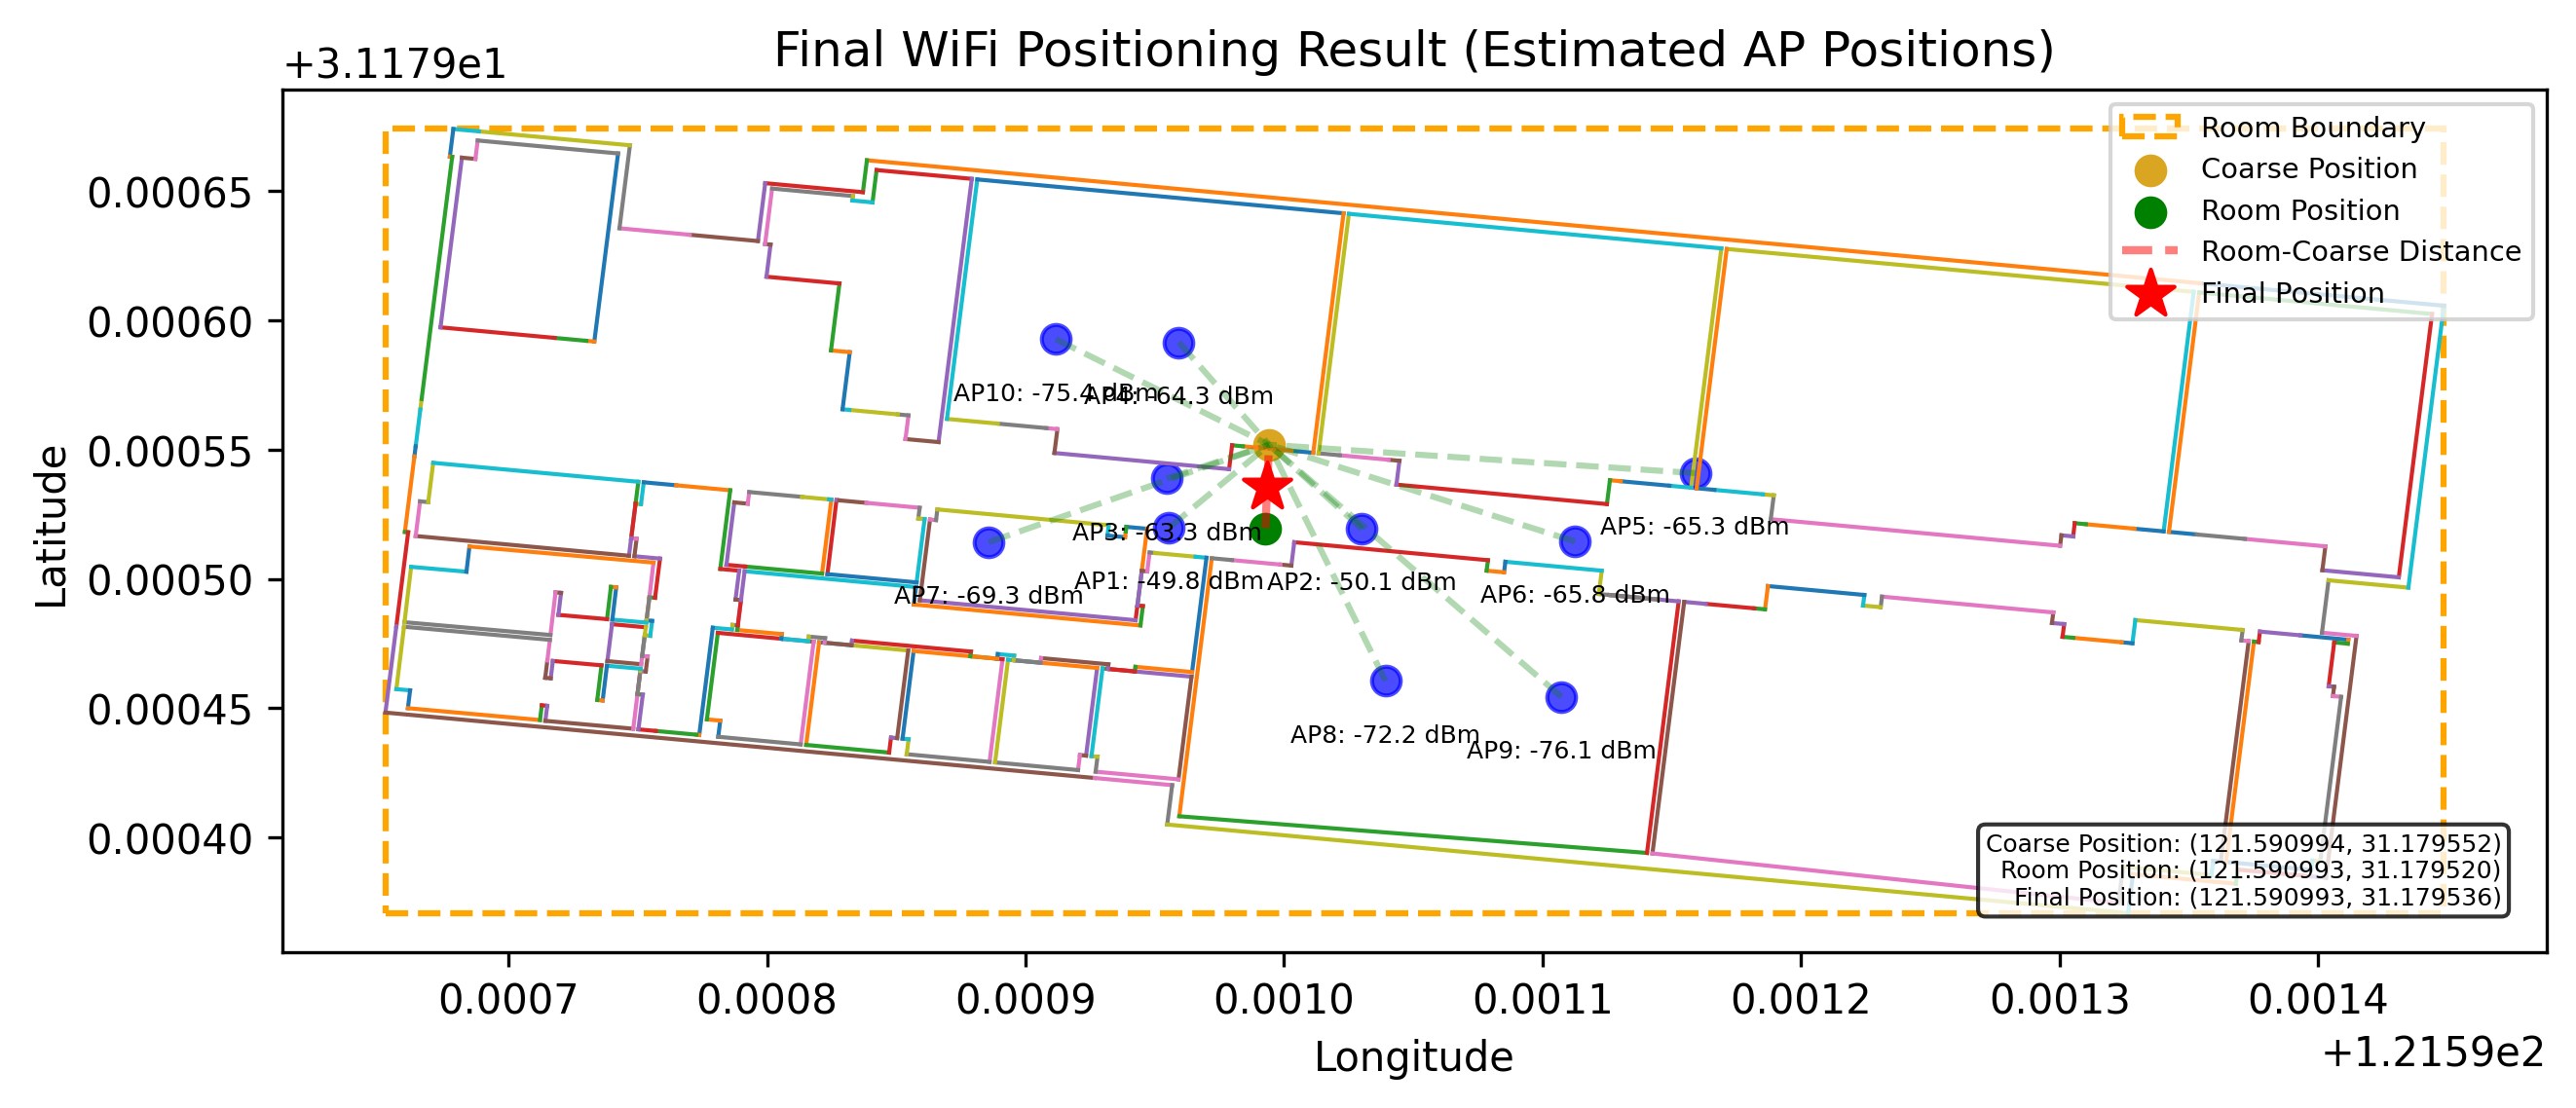 Final WiFi Positioning Result (Estimated AP Positions)
+3.1179e1
Room Boundary
Coarse Position
Room Position
Room-Coarse Distance
Final Position
0.00065
0.00060
0.00055
0.00050
0.00045
0.00040
Latitude
AP10: -75.4 dBm
AP4: -64.3 dBm
AP5: -65.3 dBm
AP3: -63.3 dBm
AP1: -49.8 dBm
AP2: -50.1 dBm
AP7: -69.3 dBm
AP6: -65.8 dBm
AP8: -72.2 dBm
AP9: -76.1 dBm
Coarse Position: (121.590994, 31.179552)
Room Position: (121.590993, 31.179520)
Final Position: (121.590993, 31.179536)
0.0007
0.0008
0.0009
0.0010
0.0011
0.0012
0.0013
0.0014
Longitude
+1.2159e2